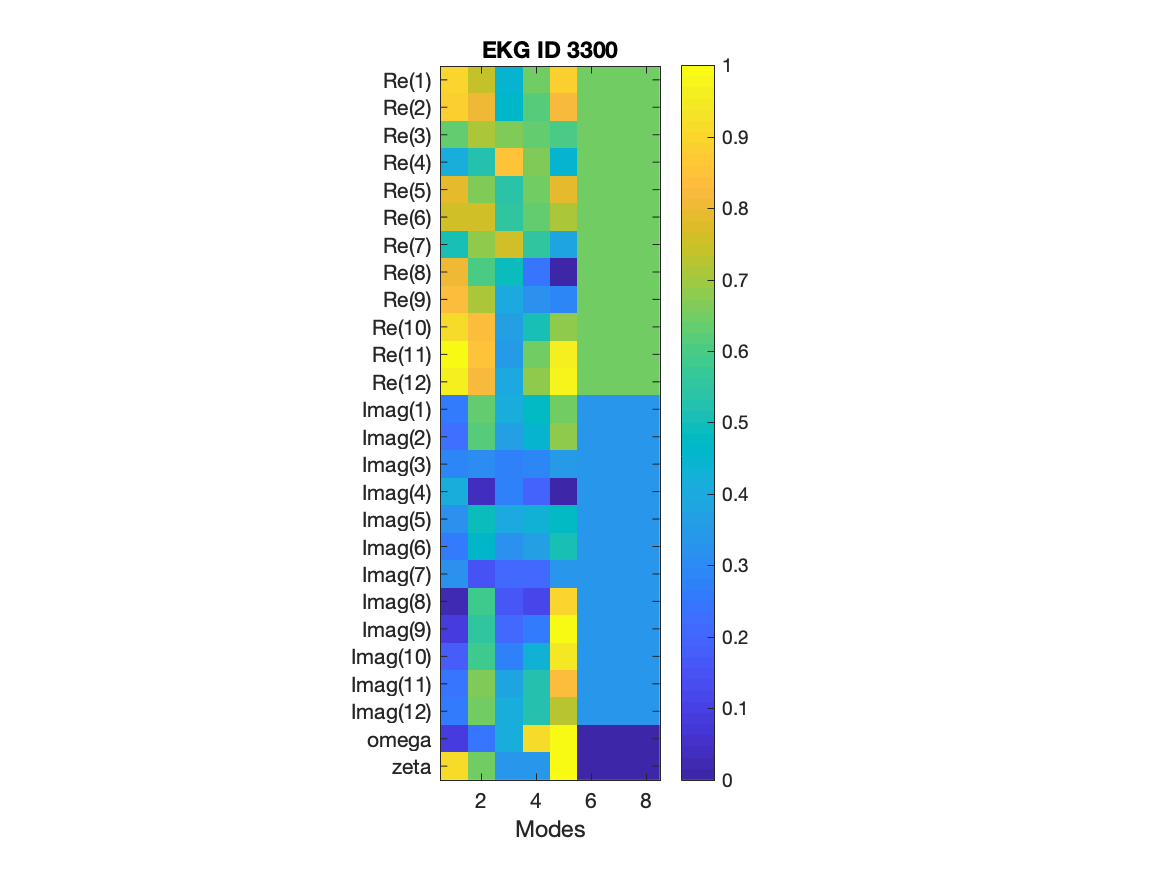 EKG ID 3300
Re(1)
Re(2)
Re(3)
Re(4)
Re(5)
Re(6)
Re(7)
Re(8)
Re(9)
Re(10)
Re(11)
Re(12)
Imag(1)
Imag(2)
Imag(3)
Imag(4)
Imag(5)
Imag(6)
Imag(7)
Imag(8)
Imag(9)
Imag(10)
Imag(11)
Imag(12)
omega
zeta
2 4 6 8
Modes
1
0.9
0.8
0.7
0.6
0.5
0.4
0.3
0.2
0.1
0